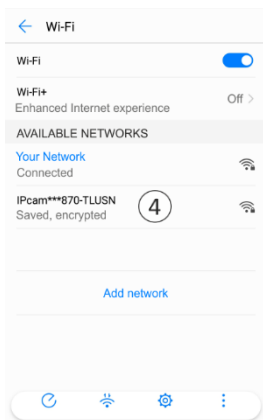 Wi-Fi
Wi-Fi
Wi-Fi+
Enhanced Internet experience
Off
AVAILABLE NETWORKS
Your Network
Connected
IPcam***870-TLUSN
Saved, encrypted
4
Add network